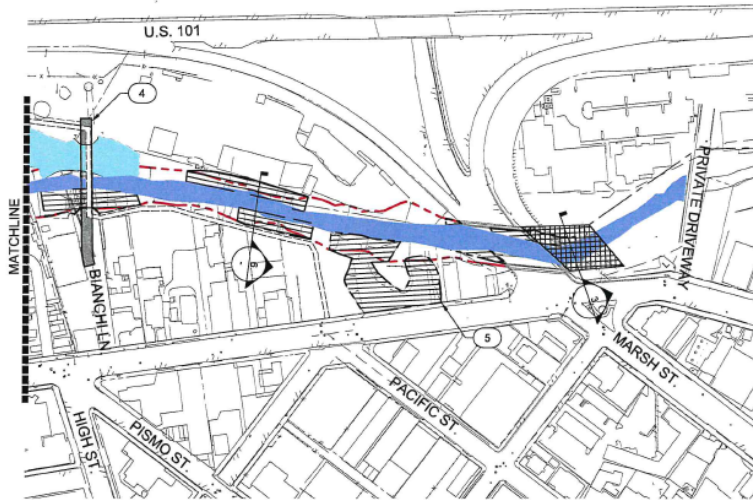 U.S. 101
4
MATCHLINE
BIANCHI LN.
PRIVATE DRIVEWAY
5
MARSH ST.
PACIFIC ST.
PISMO ST.
HIGH ST.